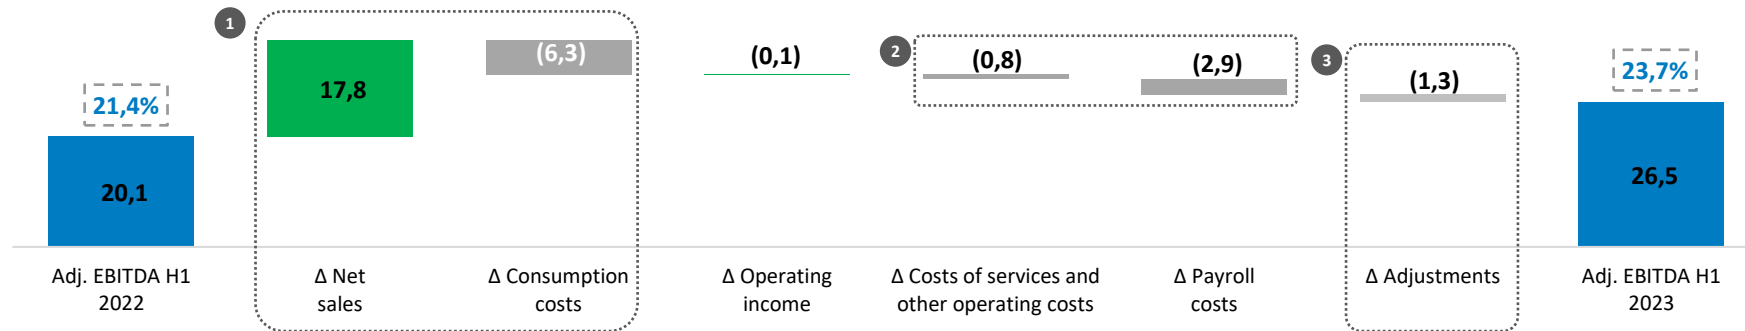 1
(6,3)
(0,1)
2
(0,8)
(2,9)
3
(1,3)
23,7%
21,4%
17,8
20,1
26,5
Adj. EBITDA H1
2022
Δ Net
sales
Δ Consumption
costs
Δ Operating
income
Δ Costs of services and
other operating costs
Δ Payroll
costs
Δ Adjustments
Adj. EBITDA H1
2023